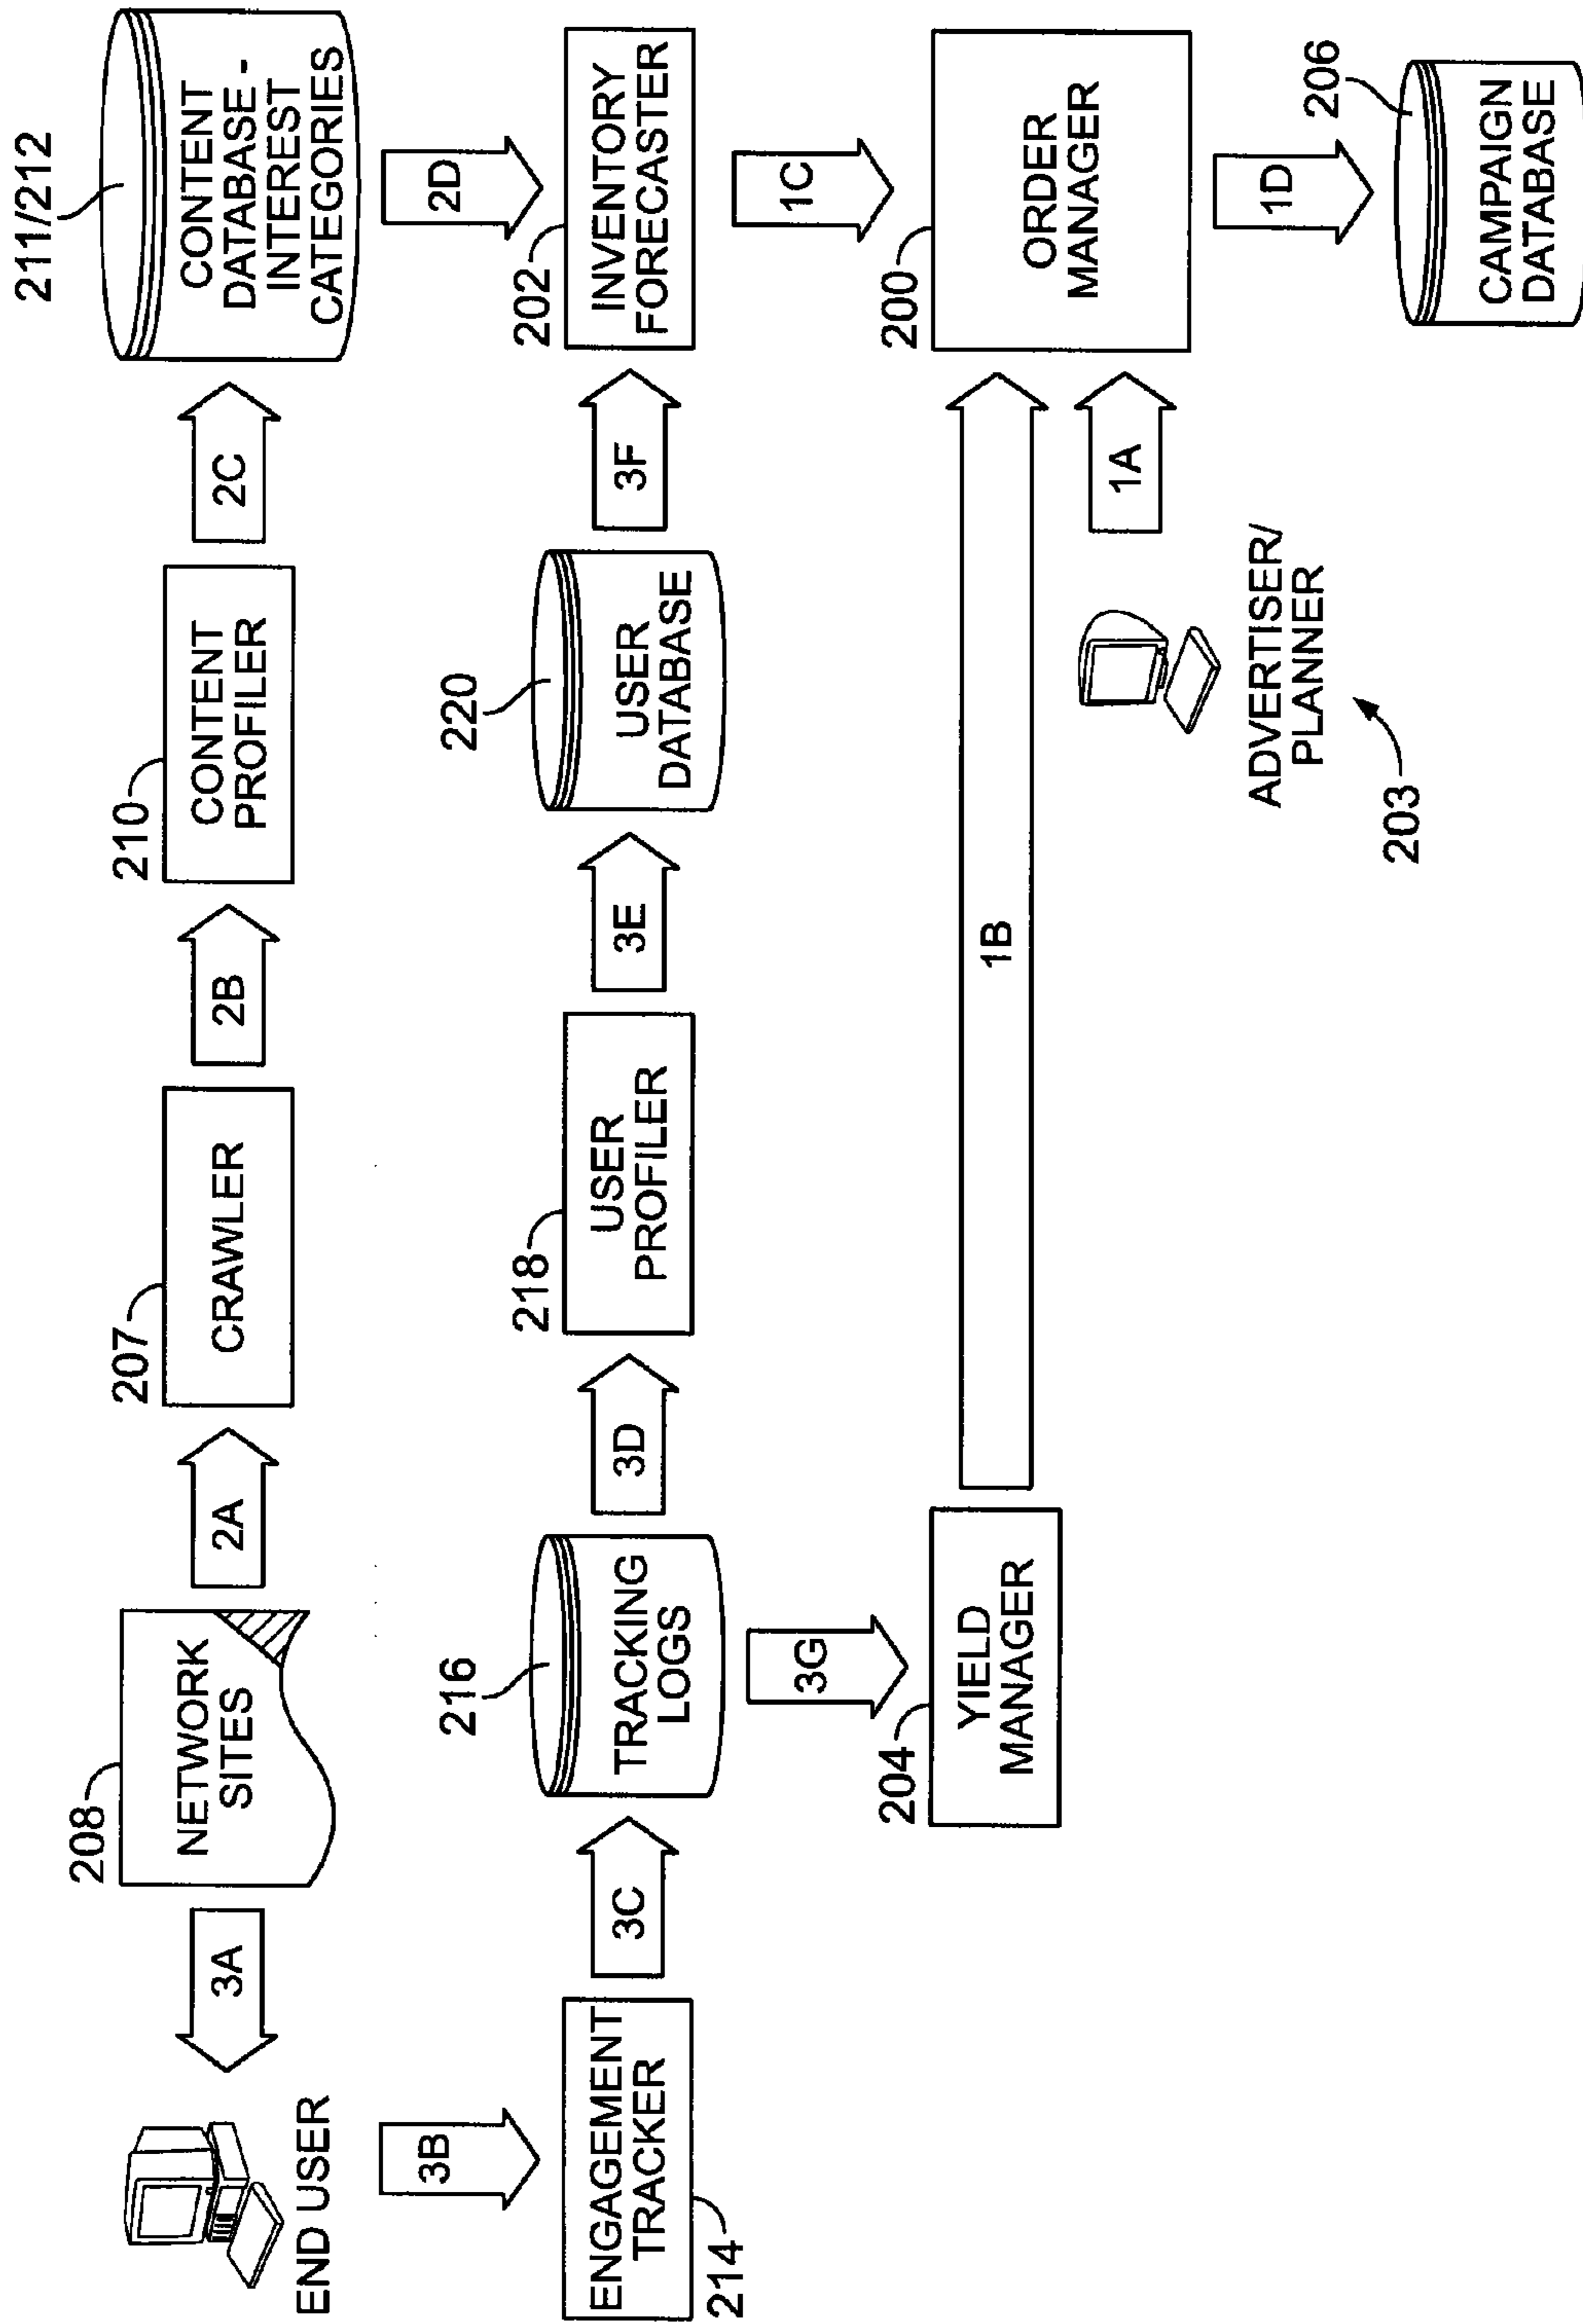 211/212
CONTENT
DATABASE -
INTEREST
CATEGORIES
2C
210
CONTENT
PROFILER
2B
207
CRAWLER
2A
208
NETWORK
SITES
3A
END USER
3B
2D
202
INVENTORY
FORECASTER
3F
220
USER
DATABASE
3E
218
USER
PROFILER
3D
216
TRACKING
LOGS
3C
ENGAGEMENT
TRACKER
214
3G
204
YIELD
MANAGER
1B
1C
200
ORDER
MANAGER
1A
ADVERTISER/
PLANNER
203
1D
206
CAMPAIGN
DATABASE